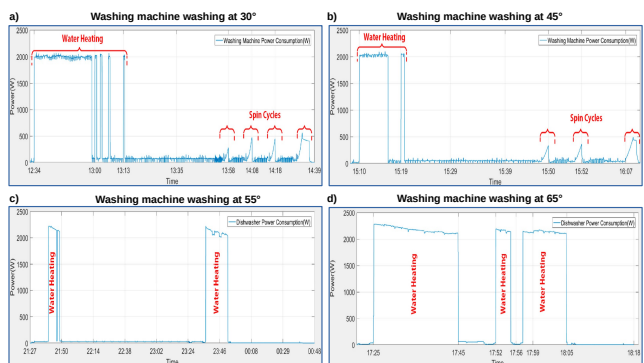 a) Washing machine washing at 30°
Water Heating
Washing Machine Power Consumption(W)
Spin Cycles
Power(W)
2500
2000
1500
1000
500
0
12:34
13:00
13:13
13:58
14:08
14:18
14:39
Time
b) Washing machine washing at 45°
Water Heating
Washing Machine Power Consumption(W)
Spin Cycles
Power(W)
2500
2000
1500
1000
500
0
15:10
15:19
15:29
15:50
15:52
16:07
Time
c) Washing machine washing at 55°
Dishwasher Power Consumption(W)
Water Heating
Water Heating
Power(W)
2500
2000
1500
1000
500
0
21:27
21:50
22:14
22:38
23:02
23:24
23:46
00:08
00:29
00:48
Time
d) Washing machine washing at 65°
Dishwasher Power Consumption(W)
Water Heating
Water Heating
Water Heating
Power(W)
2500
2000
1500
1000
500
0
17:25
17:45
17:52
17:56
17:59
18:05
18:18
Time